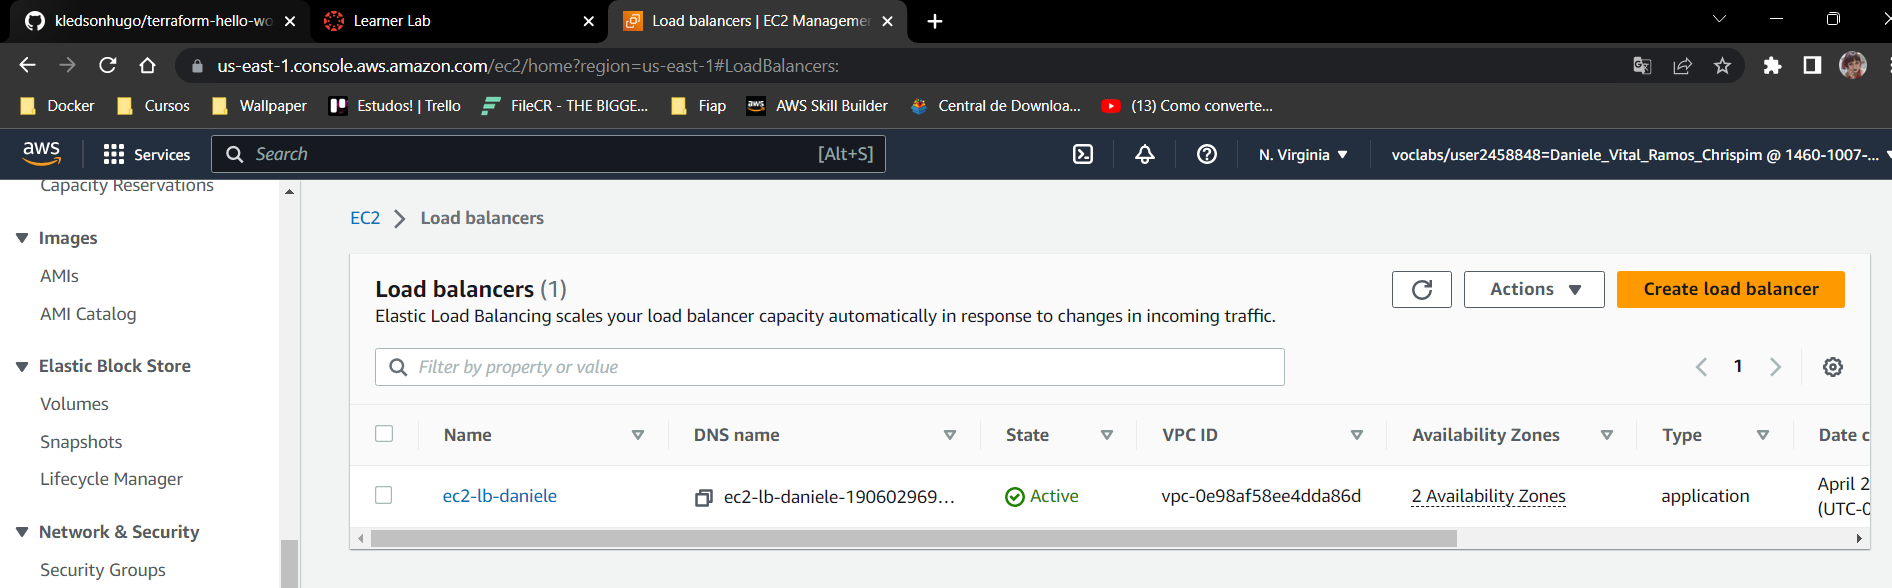 kledsonhugo/terraform-hello-wo
Learner Lab
Load balancers | EC2 Manageme
us-east-1.console.aws.amazon.com/ec2/home?region=us-east-1#LoadBalancers:
Docker
Cursos
Wallpaper
Estudos! | Trello
FileCR - THE BIGGE...
Fiap
aws
AWS Skill Builder
Central de Downloa...
(13) Como converte...
aws
Services
Search
[Alt+S]
N. Virginia
voclabs/user2458848=Daniele_Vital_Ramos_Chrispim @ 1460-1007-...
Capacity Reservations
Images
AMIs
AMI Catalog
Elastic Block Store
Volumes
Snapshots
Lifecycle Manager
Network & Security
Security Groups
EC2
Load balancers
Load balancers (1)
Actions
Create load balancer
Elastic Load Balancing scales your load balancer capacity automatically in response to changes in incoming traffic.
Filter by property or value
1
Name
DNS name
State
VPC ID
Availability Zones
Type
Date c
ec2-lb-daniele
ec2-lb-daniele-190602969...
Active
vpc-0e98af58ee4dda86d
2 Availability Zones
application
April 2
(UTC-0